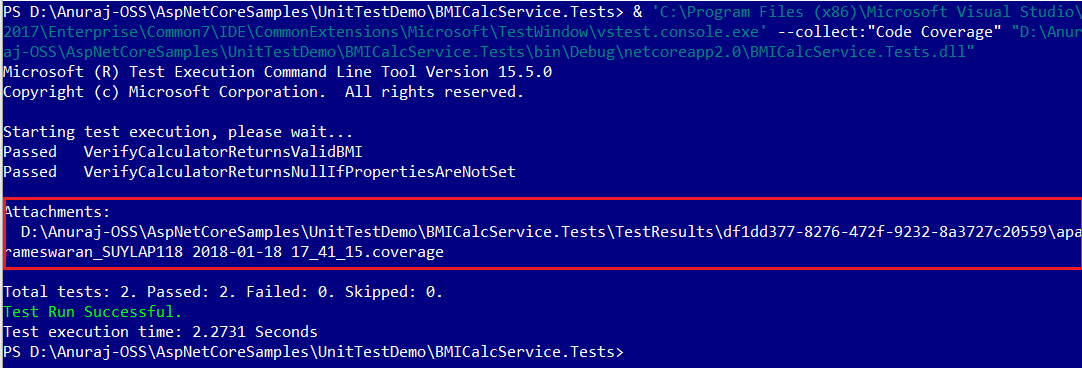 PS D:\Anuraj-OSS\AspNetCoreSamples\UnitTestDemo\BMICalcService.Tests> & 'C:\Program Files (x86)\Microsoft Visual Studio\
2017\Enterprise\Common7\IDE\CommonExtensions\Microsoft\TestWindow\vstest.console.exe' --collect:"Code Coverage" "D:\Anur
aj-OSS\AspNetCoreSamples\UnitTestDemo\BMICalcService.Tests\bin\Debug\netcoreapp2.0\BMICalcService.Tests.dll"
Microsoft (R) Test Execution Command Line Tool Version 15.5.0
Copyright (c) Microsoft Corporation.  All rights reserved.
Starting test execution, please wait...
Passed   VerifyCalculatorReturnsValidBMI
Passed   VerifyCalculatorReturnsNullIfPropertiesAreNotSet
Attachments:
  D:\Anuraj-OSS\AspNetCoreSamples\UnitTestDemo\BMICalcService.Tests\TestResults\df1dd377-8276-472f-9232-8a3727c20559\apa
rameswaran_SUYLAP118 2018-01-18 17_41_15.coverage
Total tests: 2. Passed: 2. Failed: 0. Skipped: 0.
Test Run Successful.
Test execution time: 2.2731 Seconds
PS D:\Anuraj-OSS\AspNetCoreSamples\UnitTestDemo\BMICalcService.Tests>